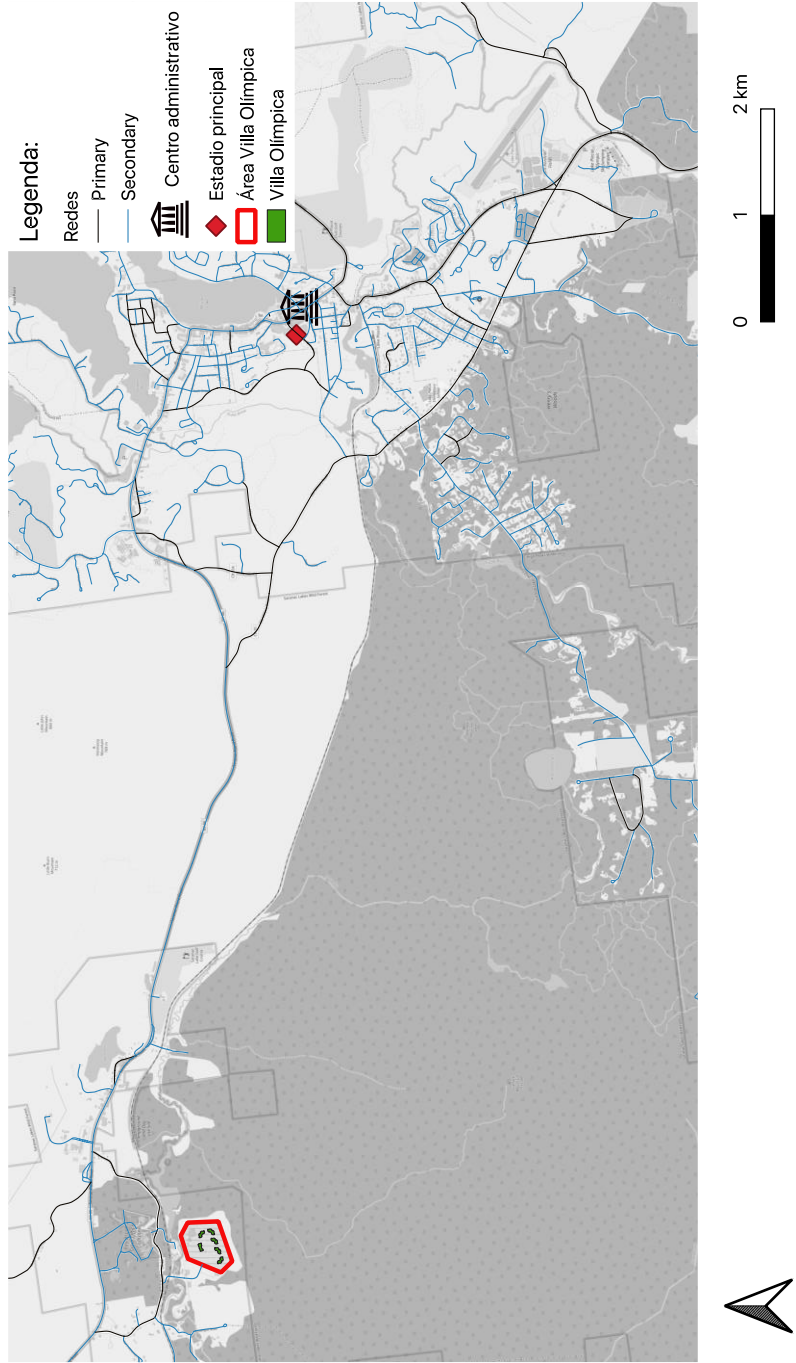 Legenda:
Redes
Primary
Secondary
Centro administrativo
Estadio principal
Área Villa Olímpica
Villa Olímpica
0
1
2 km